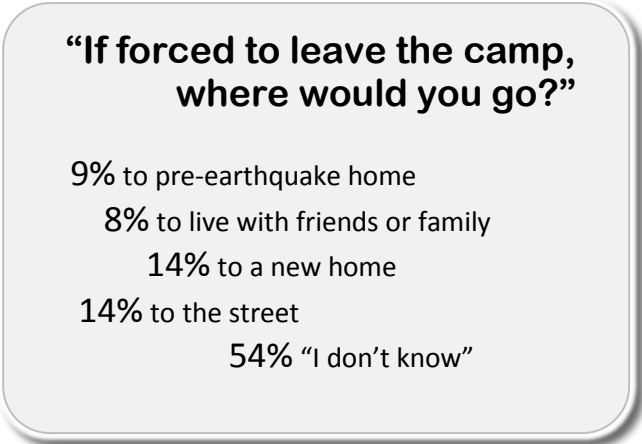 “If forced to leave the camp,
where would you go?”
9% to pre-earthquake home
8% to live with friends or family
14% to a new home
14% to the street
54% “I don’t know”